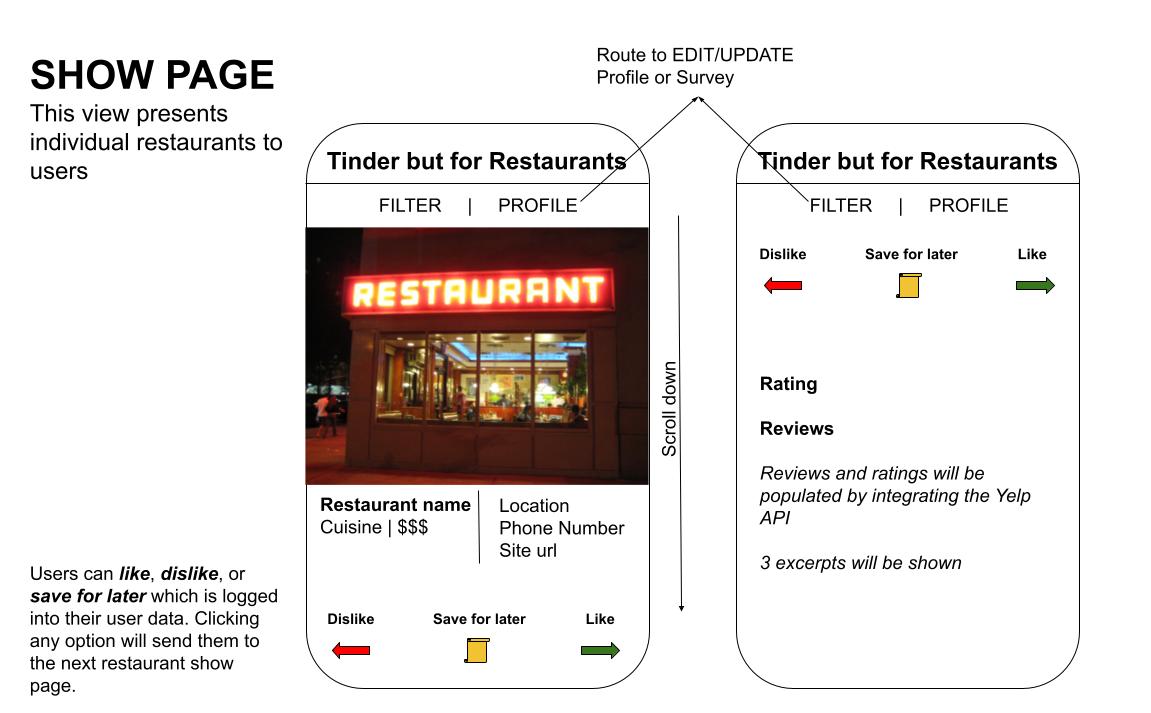 SHOW PAGE
This view presents
individual restaurants to
users
Route to EDIT/UPDATE
Profile or Survey
Tinder but for Restaurants
FILTER | PROFILE
RESTAURANT
Restaurant name
Cuisine | $$$
Location
Phone Number
Site url
Dislike Save for later Like
Scroll down
Tinder but for Restaurants
FILTER | PROFILE
Dislike Save for later Like
Rating
Reviews
Reviews and ratings will be
populated by integrating the Yelp
API
3 excerpts will be shown
Users can like, dislike, or
save for later which is logged
into their user data. Clicking
any option will send them to
the next restaurant show
page.